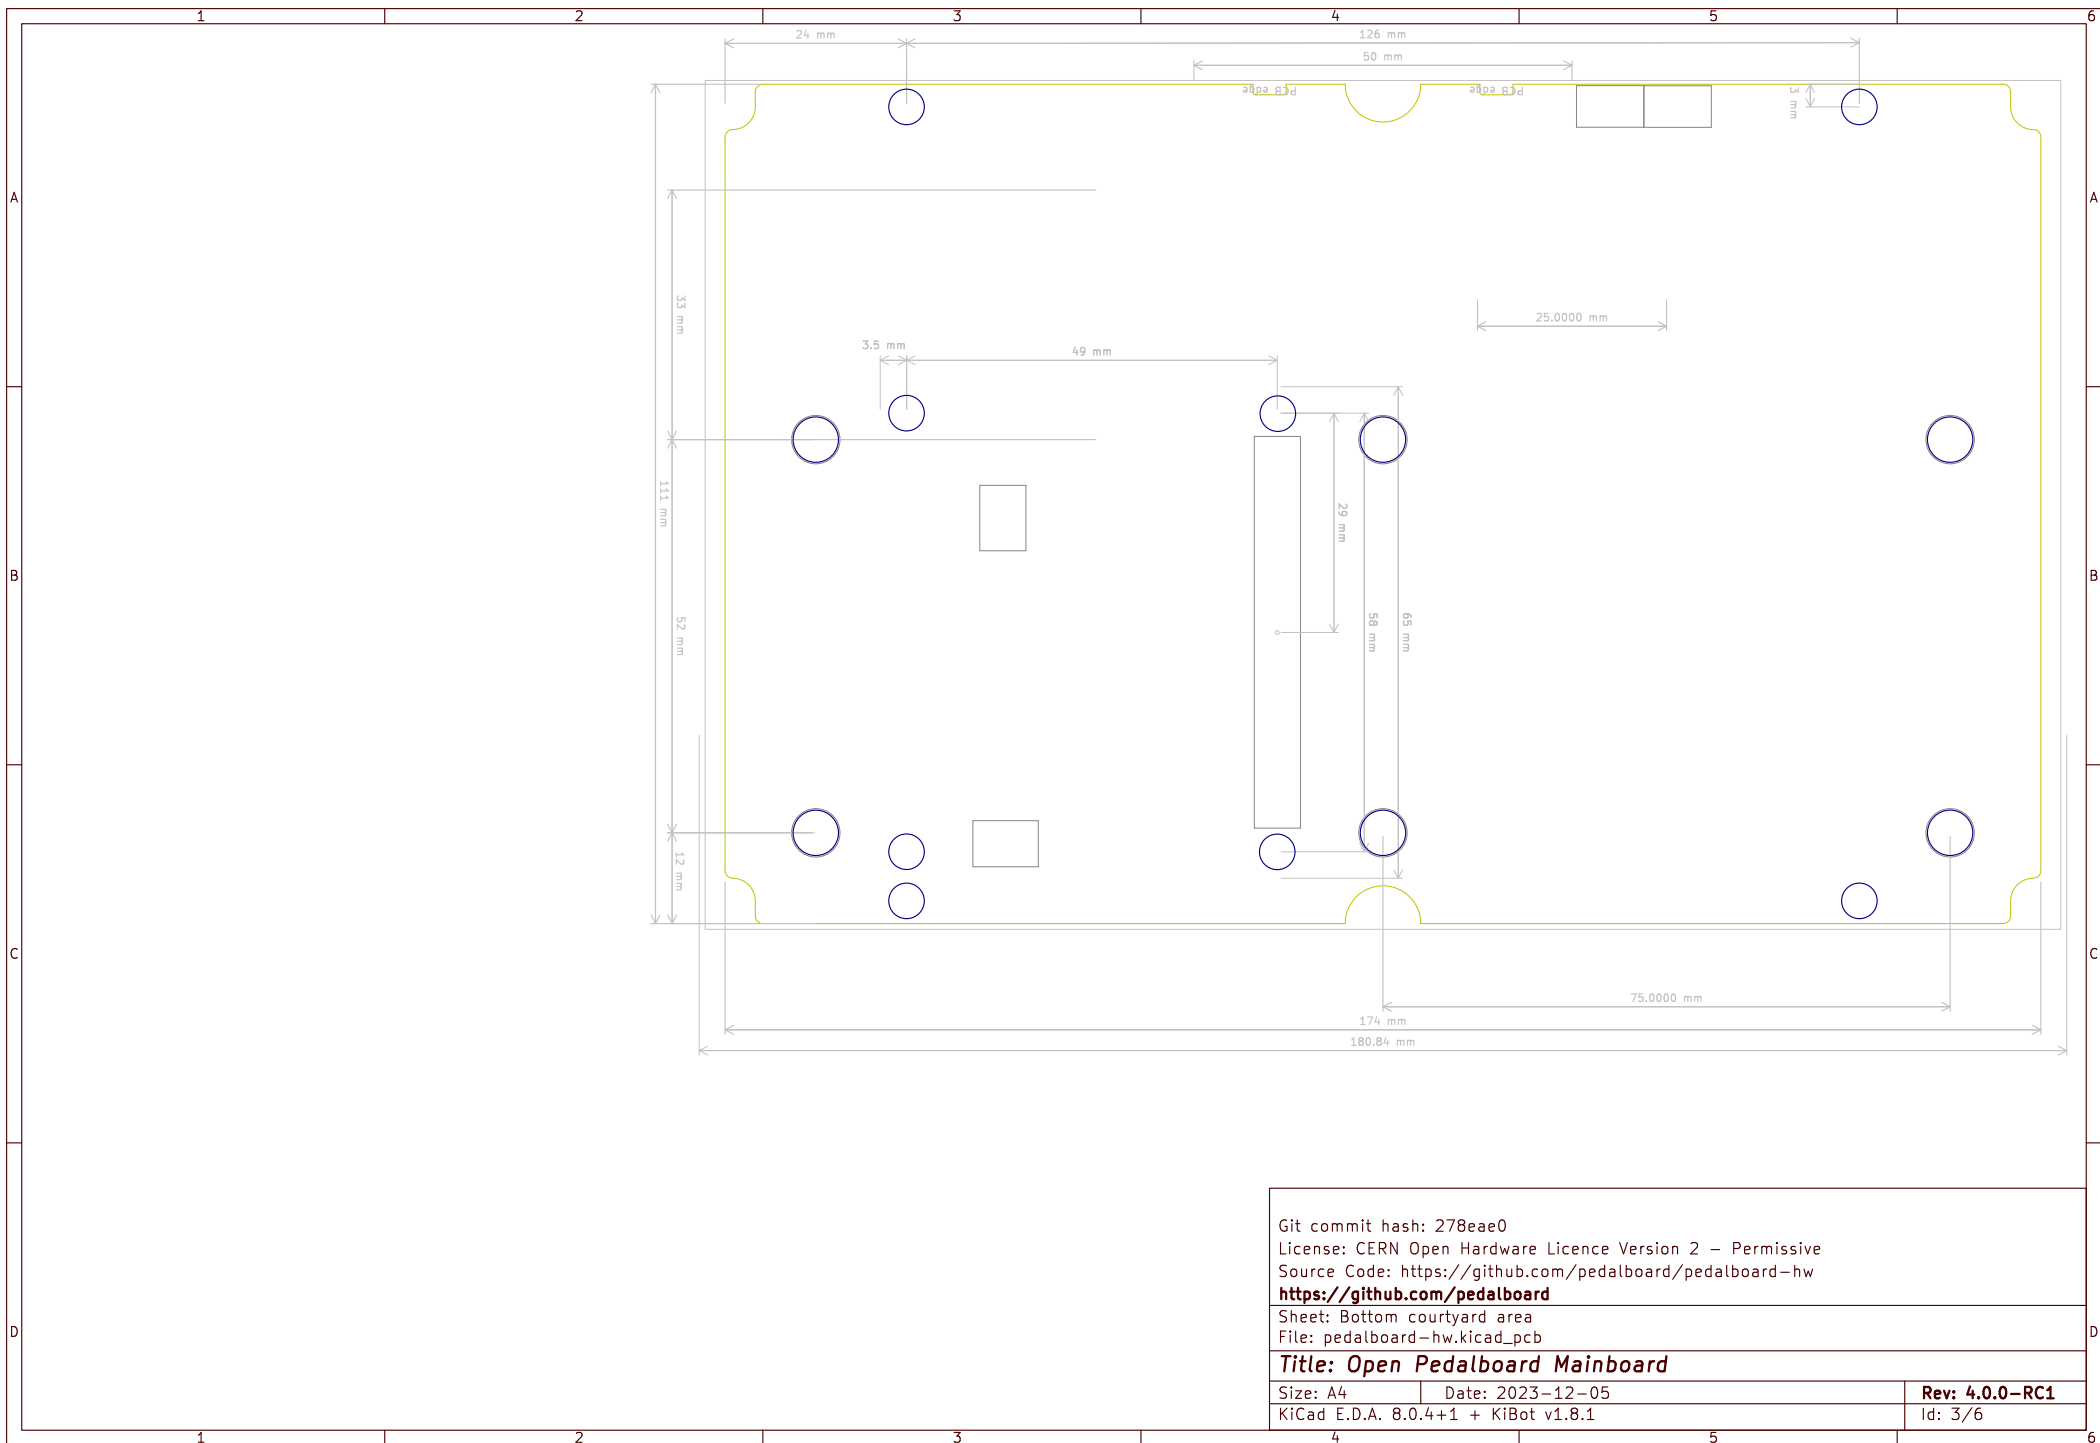 1 2 3 4 5 6
24 mm
126 mm
50 mm
PCB edge
PCB edge
3 mm
A A
33 mm
25.0000 mm
3.5 mm
49 mm
111 mm
29 mm
B B
52 mm
58 mm
65 mm
12 mm
C C
75.0000 mm
174 mm
180.84 mm
Git commit hash: 278eae0
License: CERN Open Hardware Licence Version 2 - Permissive
Source Code: https://github.com/pedalboard/pedalboard-hw
https://github.com/pedalboard
Sheet: Bottom courtyard area
D D
File: pedalboard-hw.kicad_pcb
Title: Open Pedalboard Mainboard
Size: A4 Date: 2023-12-05 Rev: 4.0.0-RC1
KiCad E.D.A. 8.0.4+1 + KiBot v1.8.1 Id: 3/6
1 2 3 4 5 6